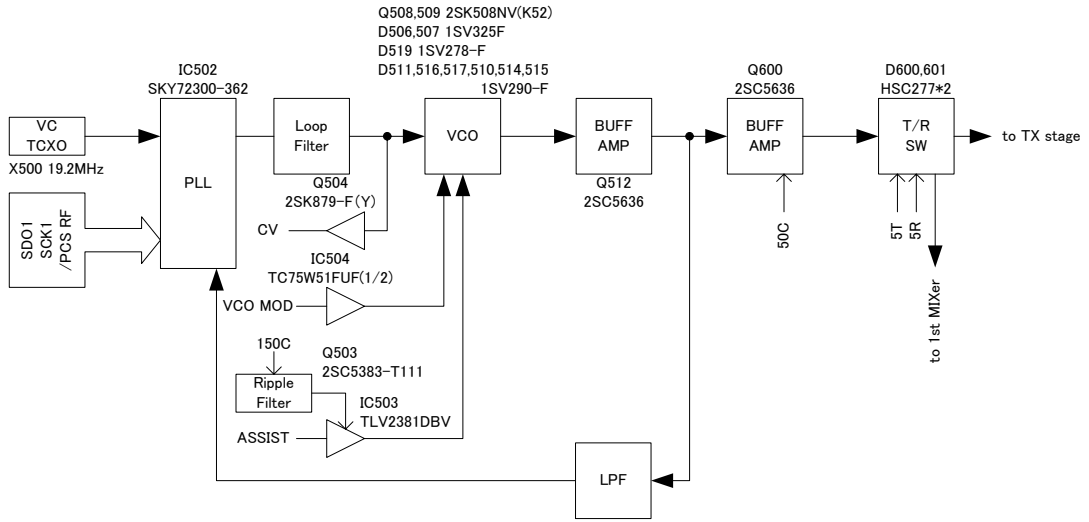 Q508,509 2SK508NV(K52)
D506,507 1SV325F
D519 1SV278-F
D511,516,517,510,514,515
1SV290-F
IC502
SKY72300-362
Q600
2SC5636
D600,601
HSC277*2
VC
TCXO
X500 19.2MHz
PLL
Loop
Filter
VCO
BUFF
AMP
Q512
2SC5636
BUFF
AMP
T/R
SW
to TX stage
SDO1
SCK1
/PCS RF
Q504
2SK879-F(Y)
CV
IC504
TC75W51FUF(1/2)
VCO MOD
50C
5T
5R
to 1st MIXer
150C
Q503
2SC5383-T111
Ripple
Filter
IC503
TLV2381DBV
ASSIST
LPF